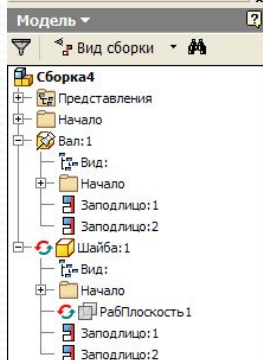 Модель
Вид сборки
Сборка4
Представления
Начало
Вал:1
Вид:
Начало
Заподлицо:1
Заподлицо:2
Шайба:1
Вид:
Начало
РабПлоскость1
Заподлицо:1
Заподлицо:2